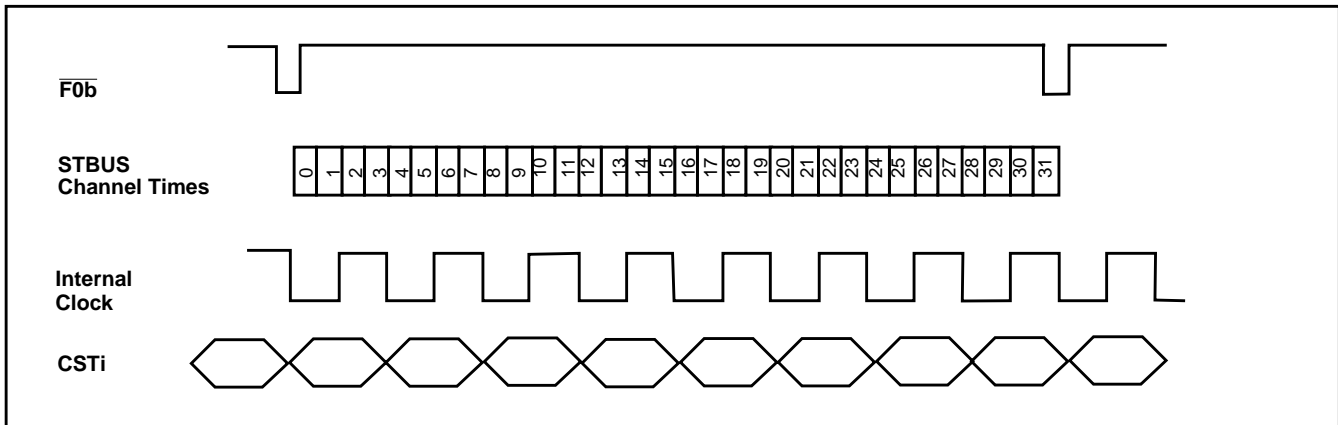 F0b
STBUS
Channel Times
0 1 2 3 4 5 6 7 8 9 10 11 12 13 14 15 16 17 18 19 20 21 22 23 24 25 26 27 28 29 30 31
Internal
Clock
CSTi